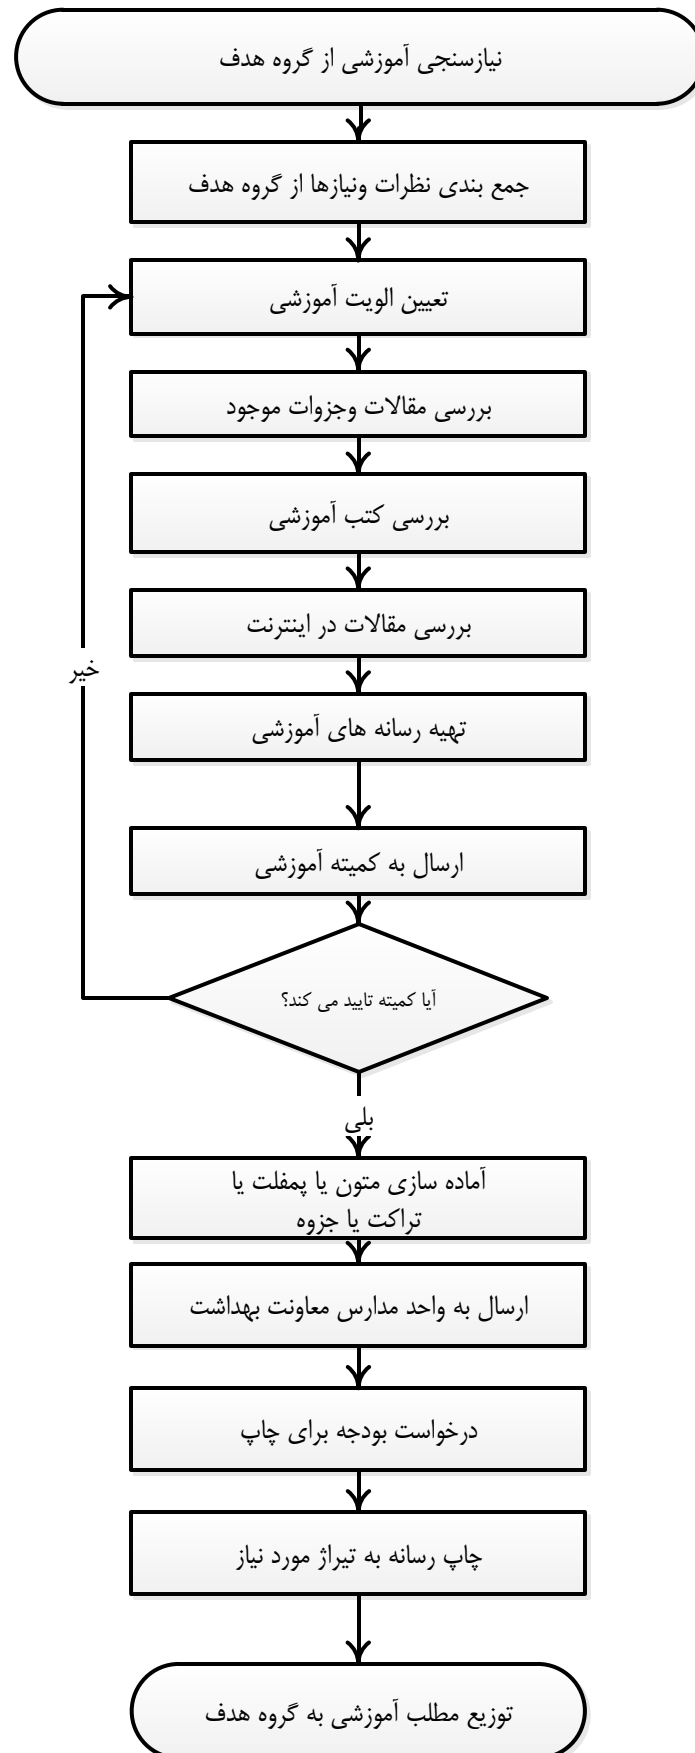 نیازسنجی آموزشی از گروه هدف
جمع بندی نظرات ونیازها از گروه هدف
تعیین الویت آموزشی
بررسی مقالات وجزوات موجود
بررسی کتب آموزشی
بررسی مقالات در اینترنت
خیر
تهیه رسانه های آموزشی
ارسال به کمیته آموزشی
آیا کمیته تایید می کند؟
بلی
آماده سازی متون یا پمفلت یا
تراکت یا جزوه
ارسال به واحد مدارس معاونت بهداشت
درخواست بودجه برای چاپ
چاپ رسانه به تیراژ مورد نیاز
توزیع مطلب آموزشی به گروه هدف